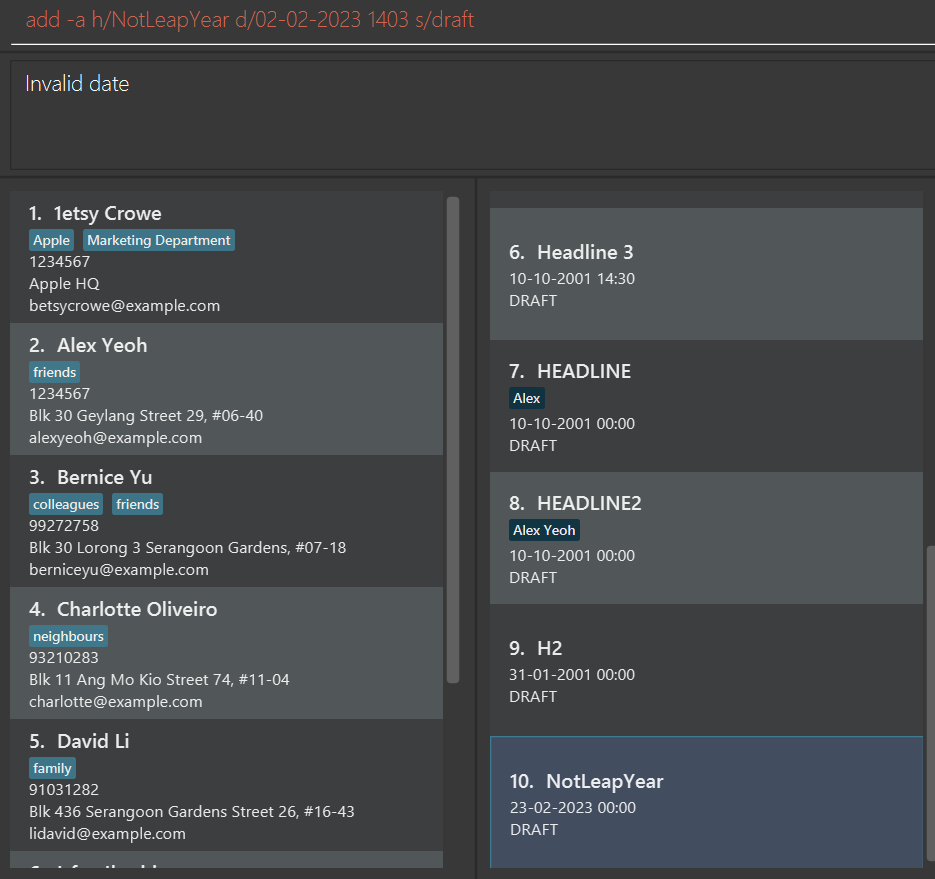 add -a h/NotLeapYear d/02-02-2023 1403 s/draft
Invalid date
1. 1etsy Crowe
Apple Marketing Department
1234567
Apple HQ
betsycrowe@example.com
2. Alex Yeoh
friends
1234567
Blk 30 Geylang Street 29, #06-40
alexyeoh@example.com
3. Bernice Yu
colleagues friends
99272758
Blk 30 Lorong 3 Serangoon Gardens, #07-18
berniceyu@example.com
4. Charlotte Oliveiro
neighbours
93210283
Blk 11 Ang Mo Kio Street 74, #11-04
charlotte@example.com
5. David Li
family
91031282
Blk 436 Serangoon Gardens Street 26, #16-43
lidavid@example.com
6. Headline 3
10-10-2001 14:30
DRAFT
7. HEADLINE
Alex
10-10-2001 00:00
DRAFT
8. HEADLINE2
Alex Yeoh
10-10-2001 00:00
DRAFT
9. H2
31-01-2001 00:00
DRAFT
10. NotLeapYear
23-02-2023 00:00
DRAFT